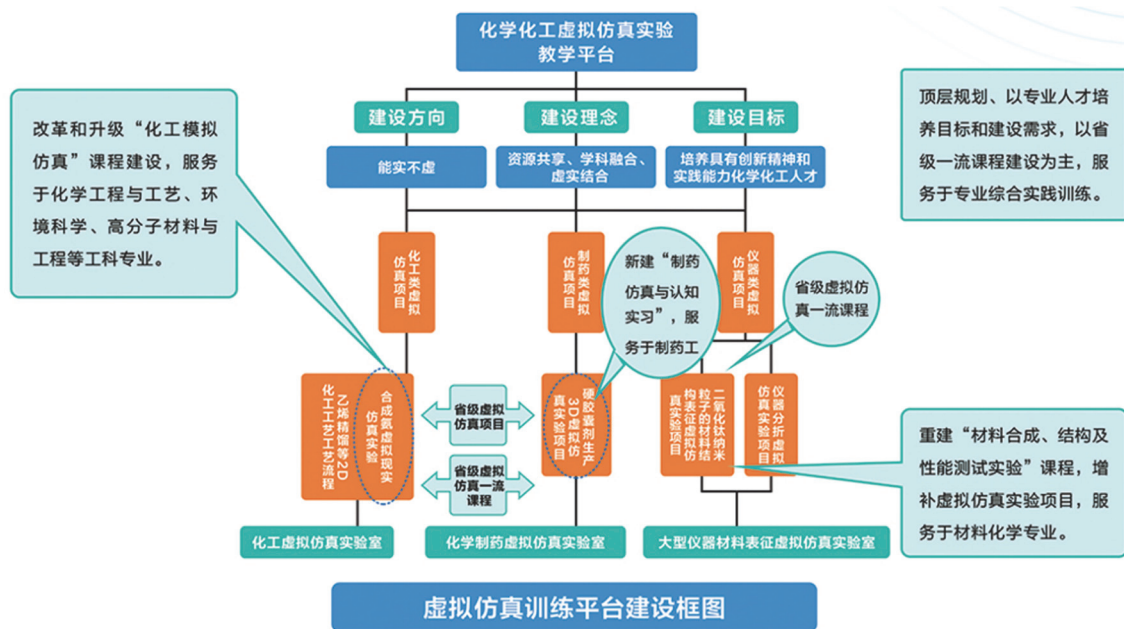 化学化工虚拟仿真实验
教学平台
建设方向
建设理念
建设目标
能实不虚
资源共享、学科融合、
虚实结合
培养具有创新精神和
实践能力化学化工人才
改革和升级“化工模拟
仿真”课程建设，服务
于化学工程与工艺、环
境科学、高分子材料与
工程等工科专业。
顶层规划、以专业人才培
养目标和建设需求，以省
级一流课程建设为主，服
务于专业综合实践训练。
化工类虚拟
仿真项目
制药类虚拟
仿真项目
仪器类虚拟
仿真项目
新建“制药
仿真与认知
实习”，服
务于制药工
省级虚拟仿
真一流课程
合成氨虚拟现实
仿真实验
乙烯精馏等2D
化工工艺工艺流程
省级虚拟
仿真项目
省级虚拟
仿真一流
课程
硬胶囊剂生产
3D虚拟仿
真实验项目
二氧化钛纳米
粒子的材料结
构表征虚拟仿
真实验项目
仪器分折虚拟
仿真实验项目
重建“材料合成、结构及
性能测试实验”课程，增
补虚拟仿真实验项目，服
务于材料化学专业。
化工虚拟仿真实验室
化学制药虚拟仿真实验室
大型仪器材料表征虚拟仿真实验室
虚拟仿真训练平台建设框图